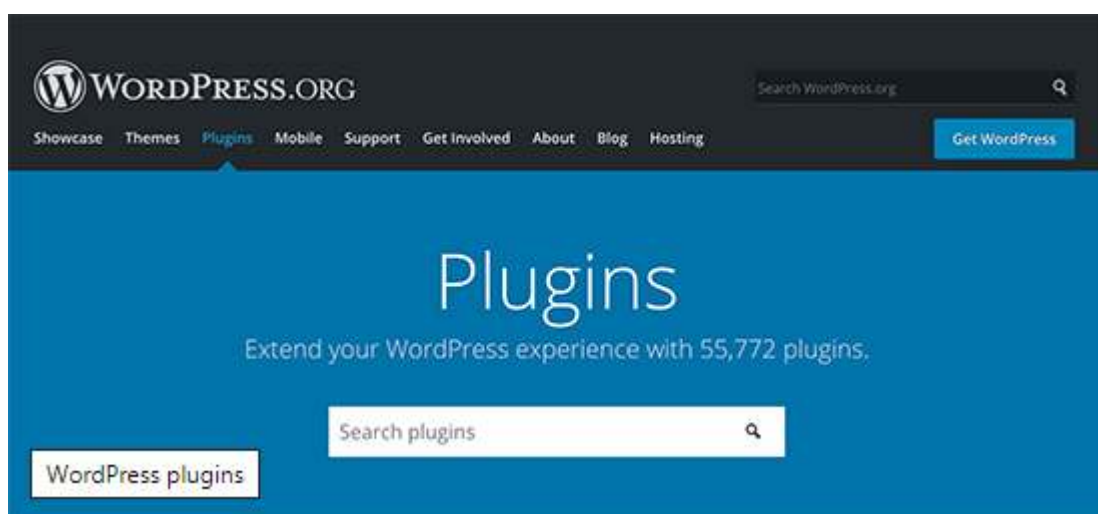 WORDPRESS.ORG
Search WordPress.org
Showcase Themes Plugins Mobile Support Get Involved About Blog Hosting
Get WordPress
Plugins
Extend your WordPress experience with 55,772 plugins.
Search plugins
WordPress plugins